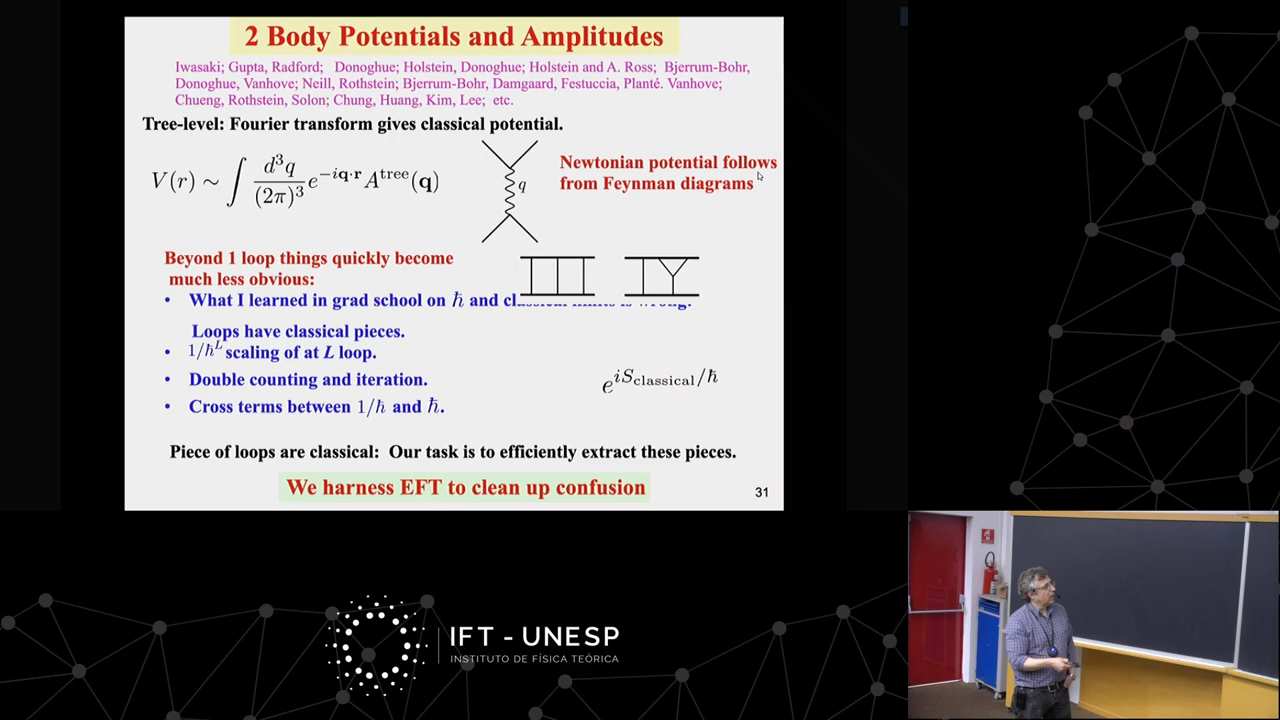 2 Body Potentials and Amplitudes
Iwasaki; Gupta, Radford; Donoghue; Holstein, Donoghue; Holstein and A. Ross; Bjerrum-Bohr,
Donoghue, Vanhove; Neill, Rothstein; Bjerrum-Bohr, Damgaard, Festuccia, Planté. Vanhove;
Chueng, Rothstein, Solon; Chung, Huang, Kim, Lee; etc.
Tree-level: Fourier transform gives classical potential.
V(r) ∼ ∫ d³q/(2π)³ e^{−iq·r} A^{tree}(q)
q
Newtonian potential follows
from Feynman diagrams
Beyond 1 loop things quickly become
much less obvious:
• What I learned in grad school on ℏ and
Loops have classical pieces.
• 1/ℏ^L scaling of at L loop.
• Double counting and iteration.
• Cross terms between 1/ℏ and ℏ.
e^{iS_classical/ℏ}
Piece of loops are classical: Our task is to efficiently extract these pieces.
We harness EFT to clean up confusion
31
IFT - UNESP
INSTITUTO DE FÍSICA TEÓRICA